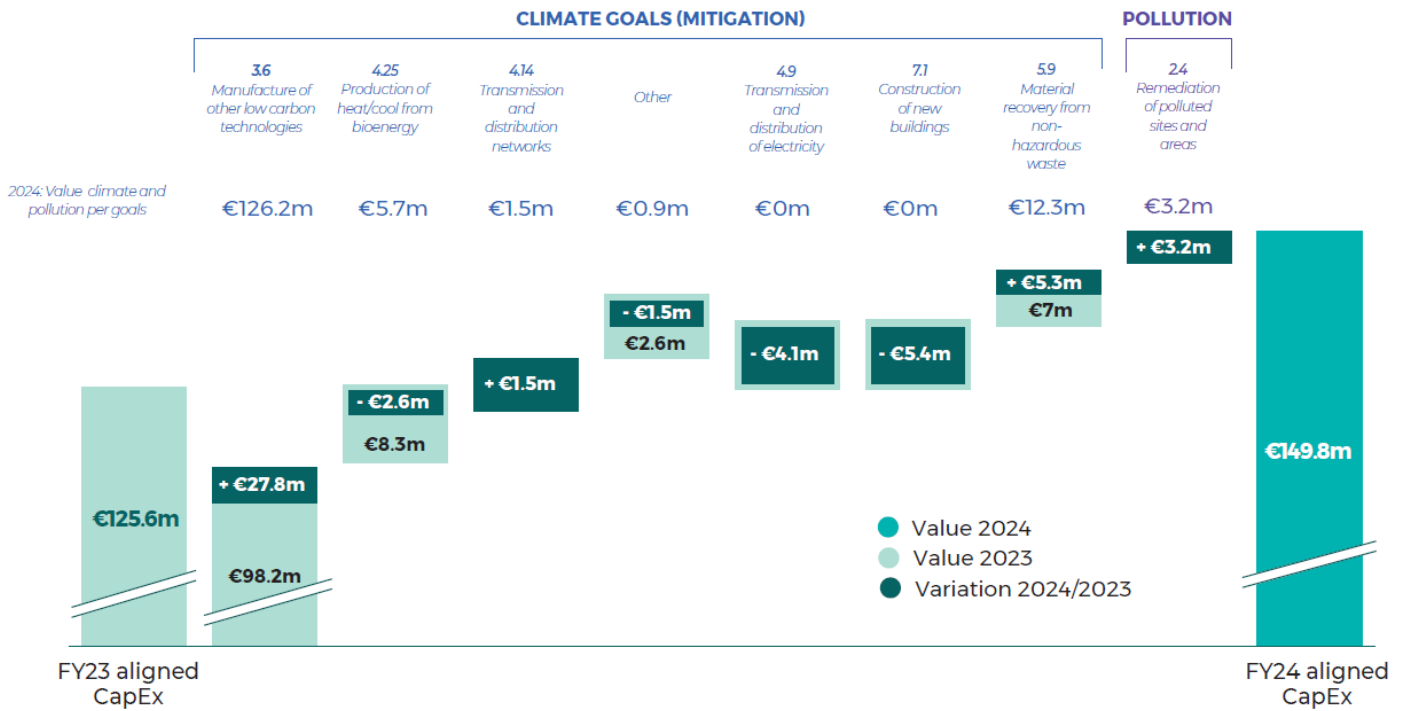 CLIMATE GOALS (MITIGATION)
POLLUTION
3.6
Manufacture of
other low carbon
technologies
4.25
Production of
heat/cool from
bioenergy
4.14
Transmission
and
distribution
networks
Other
4.9
Transmission
and
distribution
of electricity
7.1
Construction
of new
buildings
5.9
Material
recovery from
non-
hazardous
waste
2.4
Remediation
of polluted
sites and
areas
2024: Value climate and
pollution per goals
€126.2m
€5.7m
€1.5m
€0.9m
€0m
€0m
€12.3m
€3.2m
€125.6m
+ €27.8m
€98.2m
- €2.6m
€8.3m
+ €1.5m
- €1.5m
€2.6m
- €4.1m
- €5.4m
+ €5.3m
€7m
+ €3.2m
€149.8m
Value 2024
Value 2023
Variation 2024/2023
FY23 aligned
CapEx
FY24 aligned
CapEx